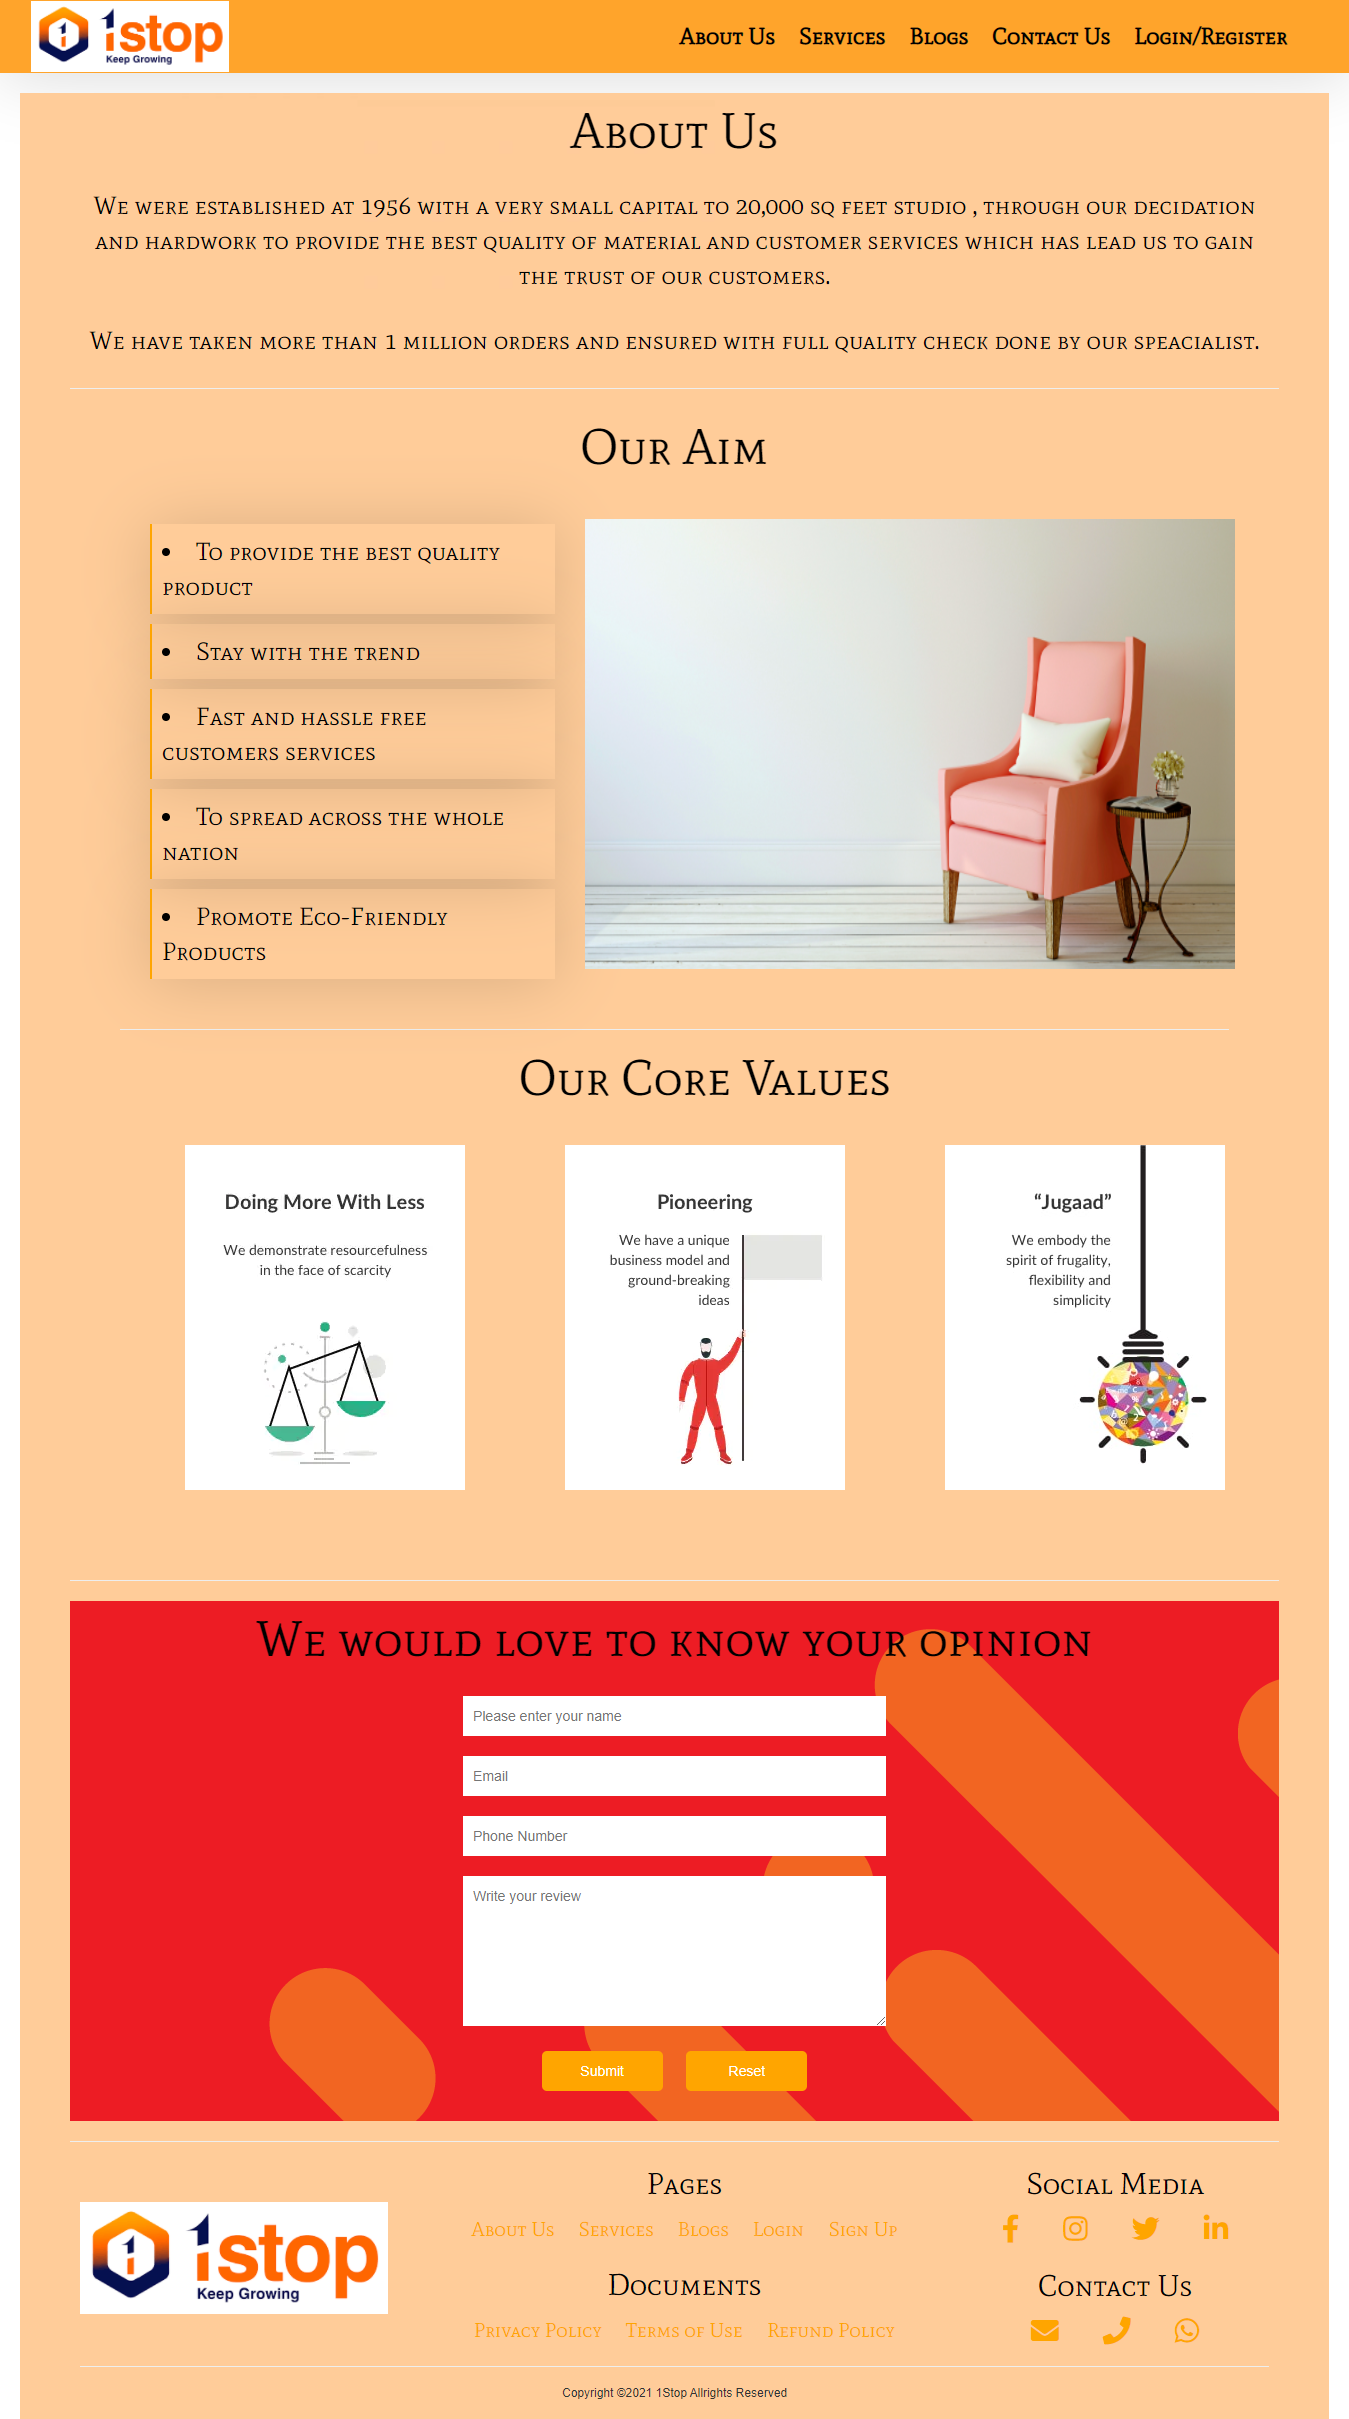 1stop
Keep Growing
About Us Services Blogs Contact Us Login/Register
About Us
We were established at 1956 with a very small capital to 20,000 sq feet studio , through our decidation
and hardwork to provide the best quality of material and customer services which has lead us to gain
the trust of our customers.
We have taken more than 1 million orders and ensured with full quality check done by our speacialist.
Our Aim
• To provide the best quality
product
• Stay with the trend
• Fast and hassle free
customers services
• To spread across the whole
nation
• Promote Eco-Friendly
Products
Our Core Values
Doing More With Less
We demonstrate resourcefulness
in the face of scarcity
Pioneering
We have a unique
business model and
ground-breaking
ideas
“Jugaad”
We embody the
spirit of frugality,
flexibility and
simplicity
We would love to know your opinion
Please enter your name
Email
Phone Number
Write your review
Submit Reset
1stop
Keep Growing
Pages
About Us Services Blogs Login Sign Up
Documents
Privacy Policy Terms of Use Refund Policy
Social Media
Contact Us
Copyright ©2021 1Stop Allrights Reserved